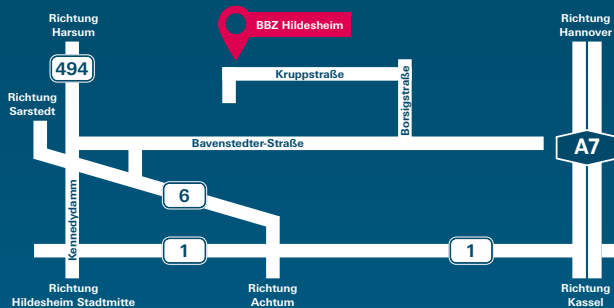 Richtung
Harsum
BBZ Hildesheim
Richtung
Hannover
494
Kruppstraße
Borsigstraße
Richtung
Sarstedt
Bavenstedter-Straße
A7
6
Kennedydamm
1
1
Richtung
Hildesheim Stadtmitte
Richtung
Achtum
Richtung
Kassel